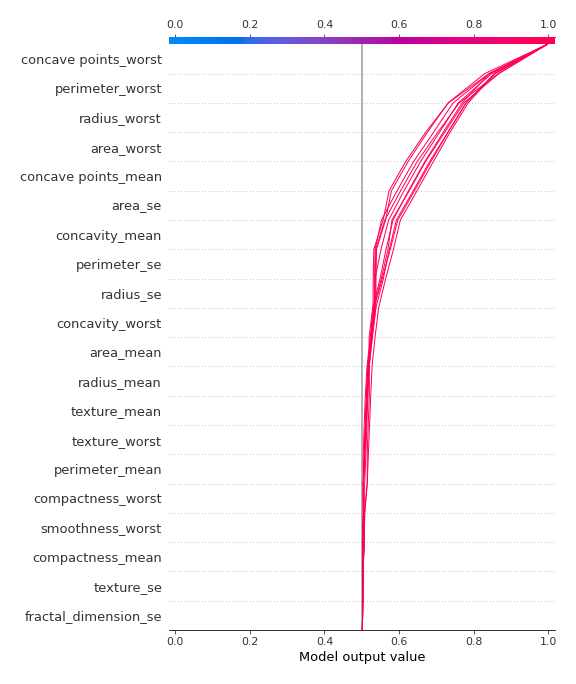 0.0 0.2 0.4 0.6 0.8 1.0
concave points_worst
perimeter_worst
radius_worst
area_worst
concave points_mean
area_se
concavity_mean
perimeter_se
radius_se
concavity_worst
area_mean
radius_mean
texture_mean
texture_worst
perimeter_mean
compactness_worst
smoothness_worst
compactness_mean
texture_se
fractal_dimension_se
0.0 0.2 0.4 0.6 0.8 1.0
Model output value